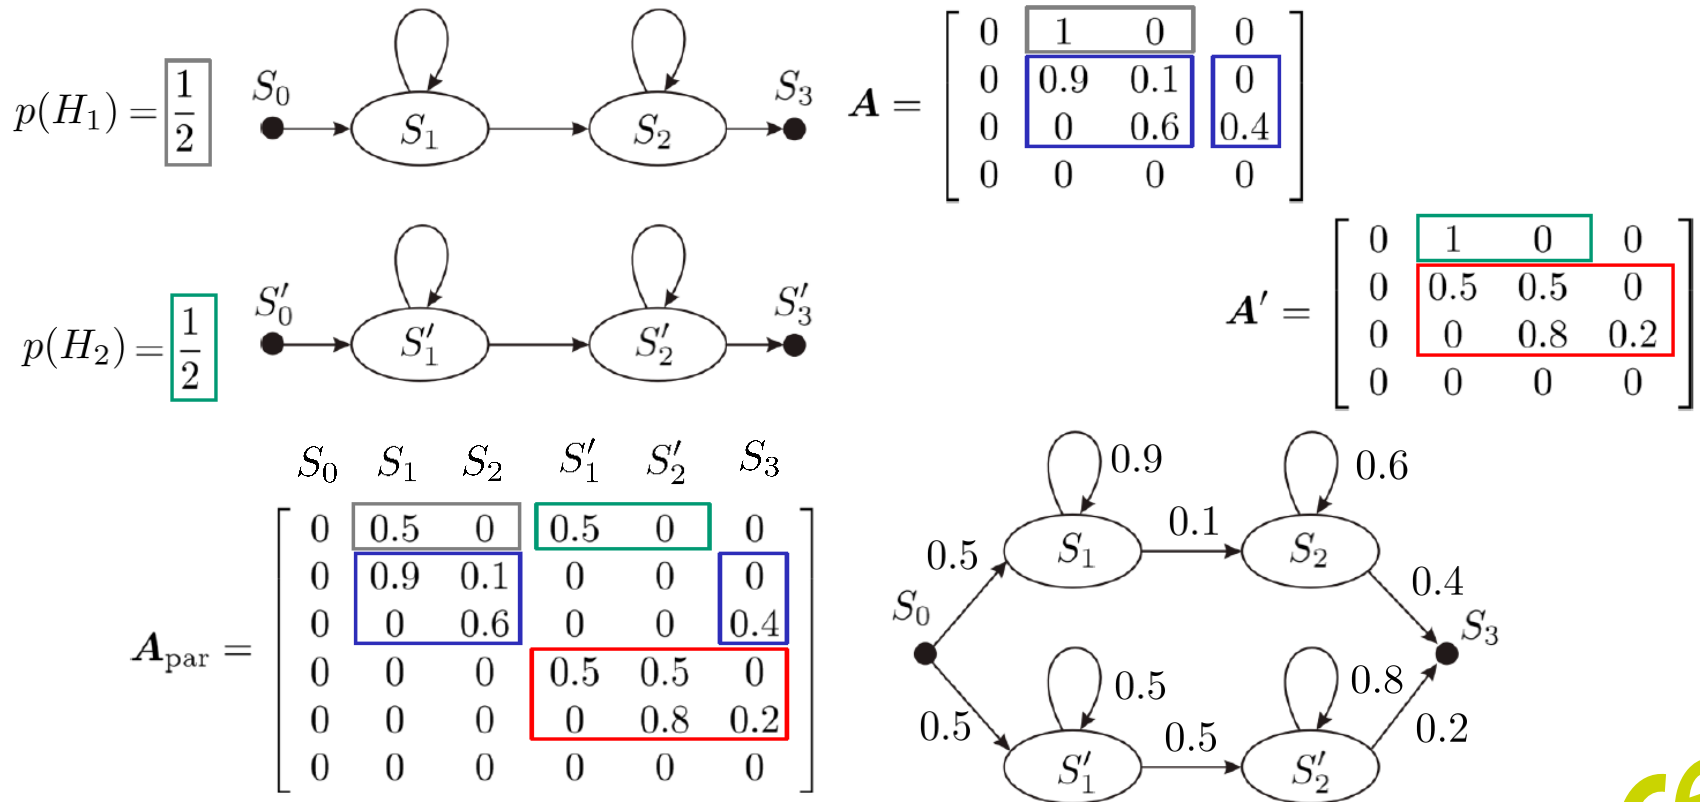 p(H₁) = 1/2
S₀ S₁ S₂ S₃
A =
0 1 0 0
0 0.9 0.1 0
0 0 0.6 0.4
0 0 0 0
p(H₂) = 1/2
S′₀ S′₁ S′₂ S′₃
A′ =
0 1 0 0
0 0.5 0.5 0
0 0 0.8 0.2
0 0 0 0
S₀ S₁ S₂ S′₁ S′₂ S₃
A_par =
0 0.5 0 0.5 0 0
0 0.9 0.1 0 0 0
0 0 0.6 0 0 0.4
0 0 0 0.5 0.5 0
0 0 0 0 0.8 0.2
0 0 0 0 0 0
0.9 0.6
0.5 S₁ 0.1 S₂ 0.4
S₀ S₃
0.5 0.8
0.5 S′₁ 0.5 S′₂ 0.2